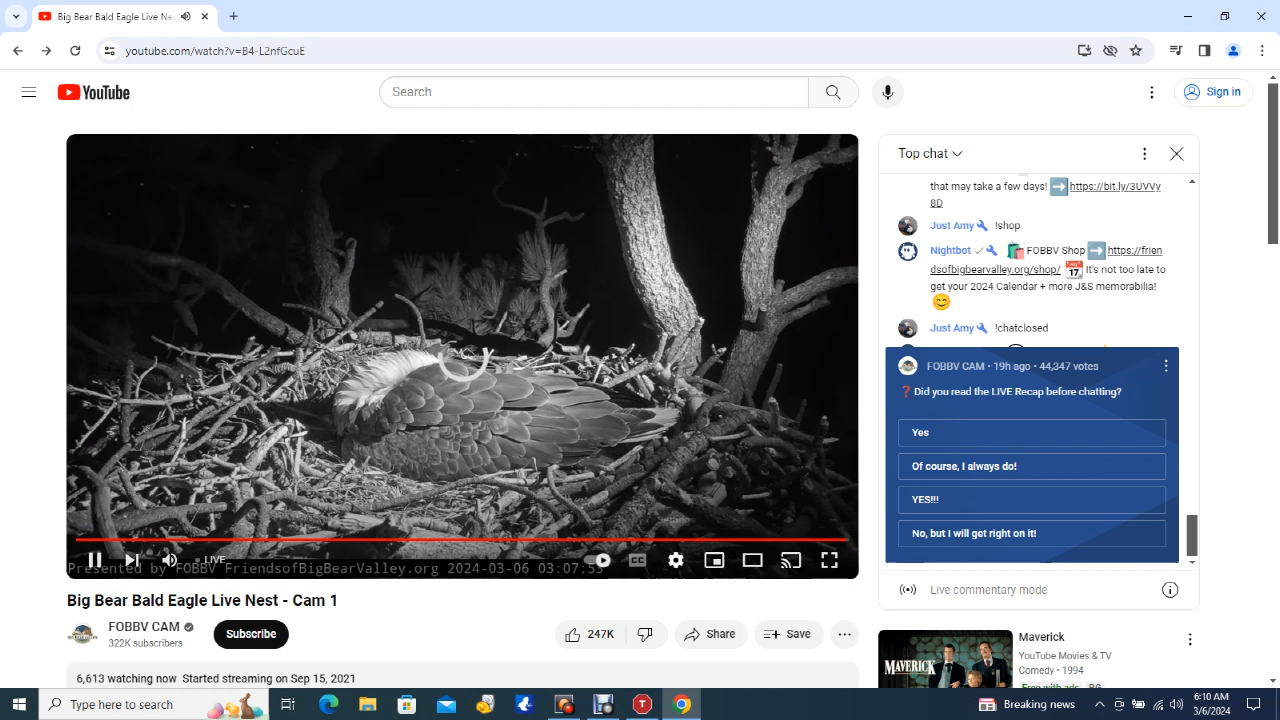 Big Bear Bald Eagle Live Ne
youtube.com/watch?v=B4-L2nfGcuE
YouTube
Search
Sign in
Top chat
that may take a few days! ➡️ https://bit.ly/3UVVy
8D
Just Amy !shop
Nightbot 🛍️ FOBBV Shop ➡️ https://frien
dsofbigbearvalley.org/shop/ 📆 It's not too late to
get your 2024 Calendar + more J&S memorabilia!
😊
Just Amy !chatclosed
FOBBV CAM • 19h ago • 44,347 votes
❓Did you read the LIVE Recap before chatting?
Yes
Of course, I always do!
YES!!!
No, but I will get right on it!
Live commentary mode
LIVE
CC
Presented by FOBBV FriendsofBigBearValley.org 2024-03-06 03:07:53
Big Bear Bald Eagle Live Nest - Cam 1
FOBBV CAM
322K subscribers
Subscribe
247K
Share
Save
6,613 watching now Started streaming on Sep 15, 2021
MAVERICK
Maverick
YouTube Movies & TV
Comedy • 1994
Free with ads PG
Type here to search
Breaking news
6:10 AM
3/6/2024